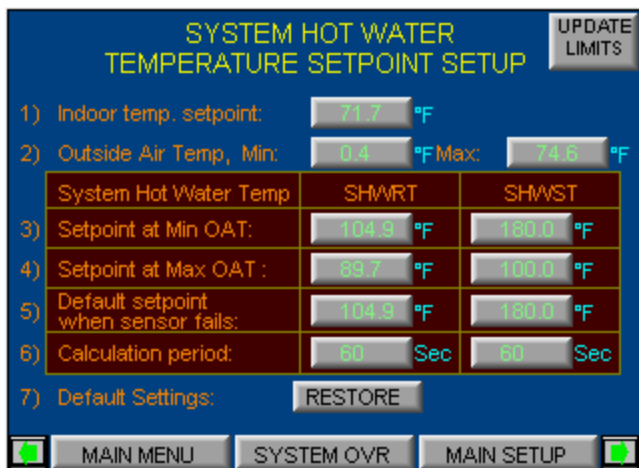 SYSTEM HOT WATER
TEMPERATURE SETPOINT SETUP
UPDATE
LIMITS
1) Indoor temp. setpoint: 71.7 °F
2) Outside Air Temp, Min: 0.4 °F Max: 74.6 °F
System Hot Water Temp SHWRT SHWST
3) Setpoint at Min OAT: 104.9 °F 180.0 °F
4) Setpoint at Max OAT : 89.7 °F 100.0 °F
5) Default setpoint
when sensor fails: 104.9 °F 180.0 °F
6) Calculation period: 60 Sec 60 Sec
7) Default Settings: RESTORE
MAIN MENU SYSTEM OVR MAIN SETUP